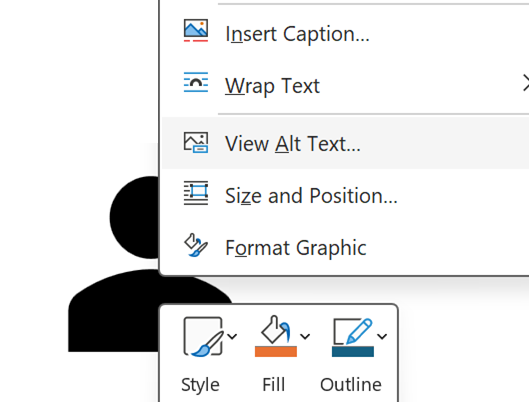 Insert Caption...
Wrap Text
View Alt Text...
Size and Position...
Format Graphic
Style Fill Outline